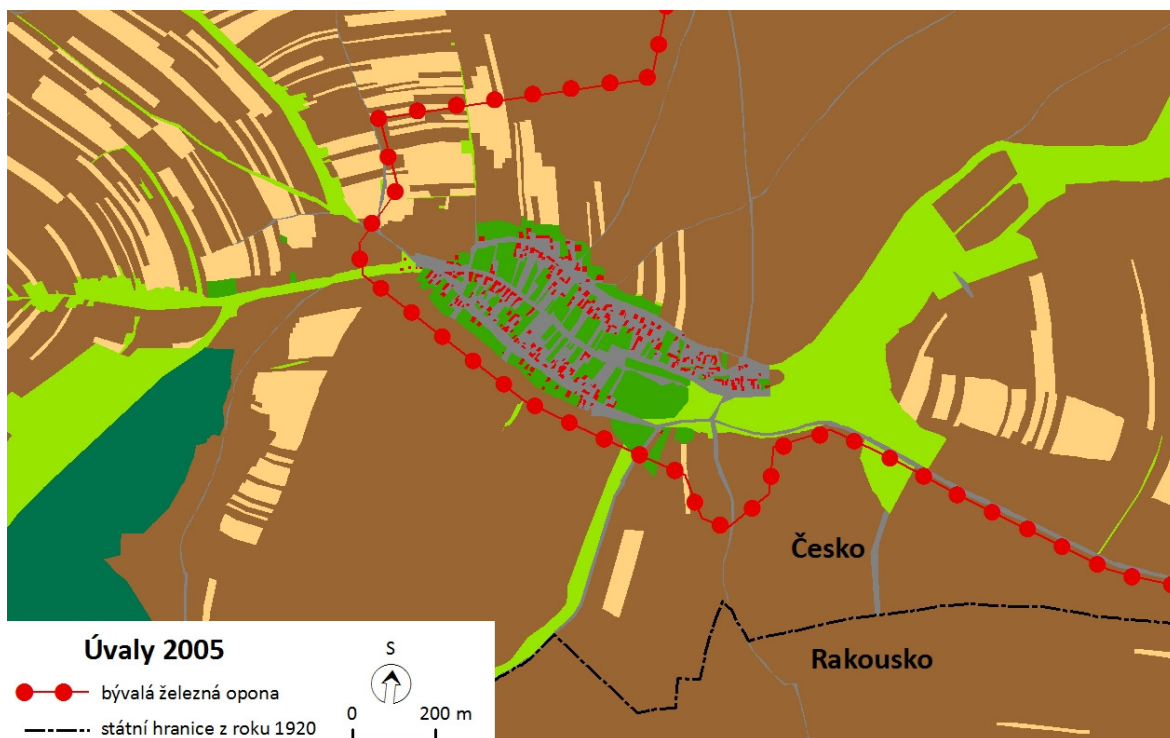 Česko
Rakousko
Úvaly 2005
S
bývalá železná opona
0 200 m
státní hranice z roku 1920